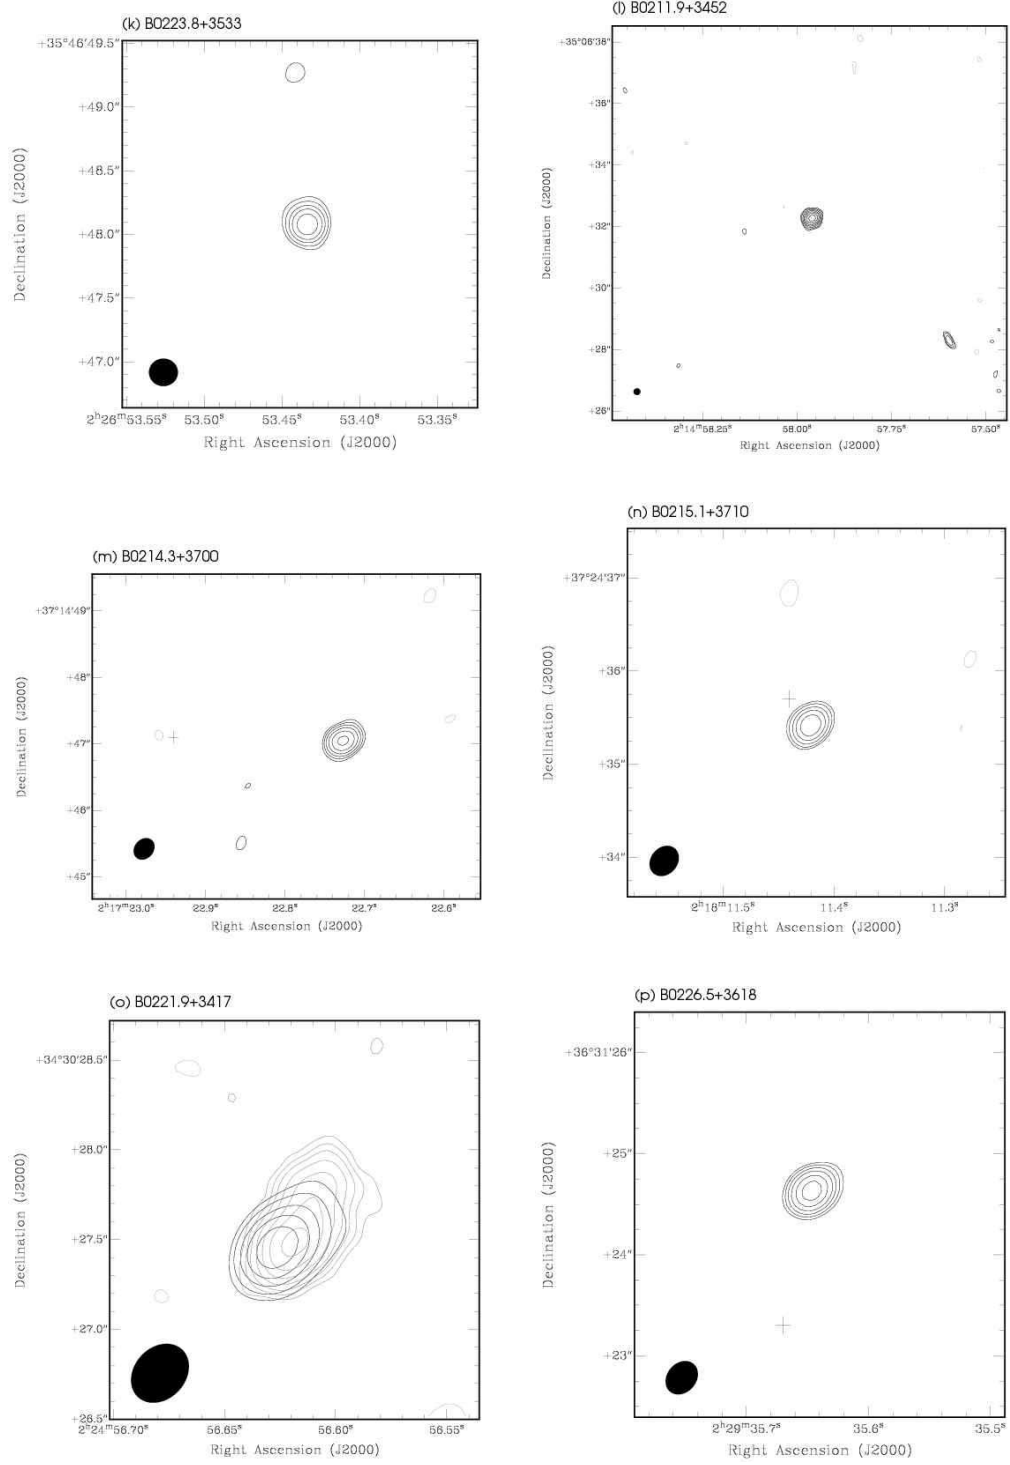 (k) B0223.8+3533
+35°46'49.5"
+49.0"
+48.5"
+48.0"
+47.5"
+47.0"
Declination (J2000)
2ʰ26ᵐ53.55ˢ 53.50ˢ 53.45ˢ 53.40ˢ 53.35ˢ
Right Ascension (J2000)
(l) B0211.9+3452
+35°06'38"
+36"
+34"
+32"
+30"
+28"
+26"
Declination (J2000)
2ʰ14ᵐ58.25ˢ 58.00ˢ 57.75ˢ 57.50ˢ
Right Ascension (J2000)
(m) B0214.3+3700
+37°14'49"
+48"
+47"
+46"
+45"
Declination (J2000)
2ʰ17ᵐ23.0ˢ 22.9ˢ 22.8ˢ 22.7ˢ 22.6ˢ
Right Ascension (J2000)
(n) B0215.1+3710
+37°24'37"
+36"
+35"
+34"
Declination (J2000)
2ʰ18ᵐ11.5ˢ 11.4ˢ 11.3ˢ
Right Ascension (J2000)
(o) B0221.9+3417
+34°30'28.5"
+28.0"
+27.5"
+27.0"
+26.5"
Declination (J2000)
2ʰ24ᵐ56.70ˢ 56.65ˢ 56.60ˢ 56.55ˢ
Right Ascension (J2000)
(p) B0226.5+3618
+36°31'26"
+25"
+24"
+23"
Declination (J2000)
2ʰ29ᵐ35.7ˢ 35.6ˢ 35.5ˢ
Right Ascension (J2000)